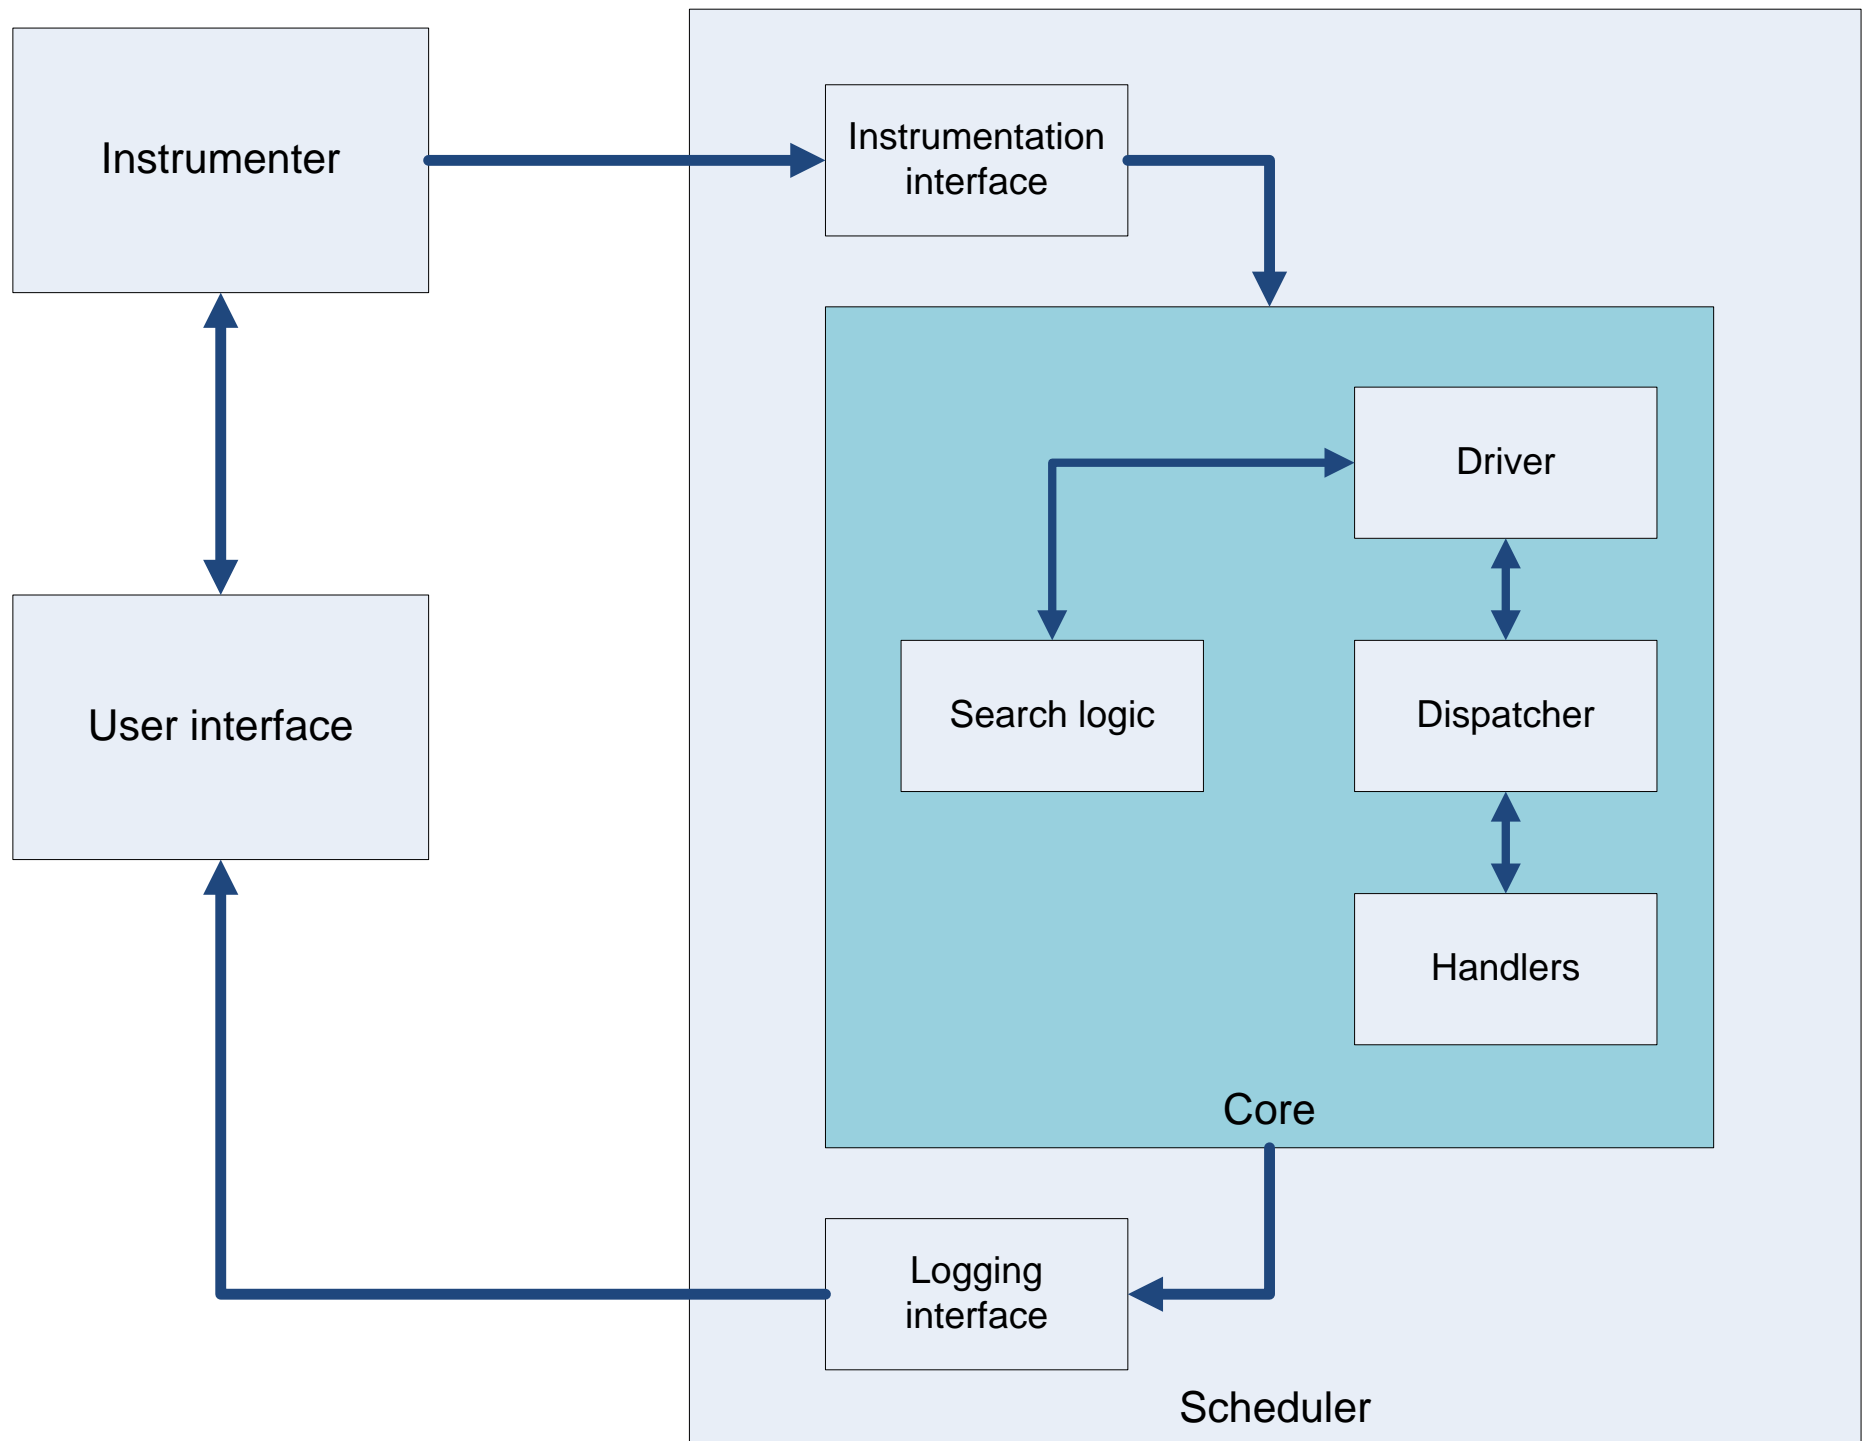 Instrumenter
Instrumentation
interface
Driver
User interface
Search logic
Dispatcher
Handlers
Core
Logging
interface
Scheduler